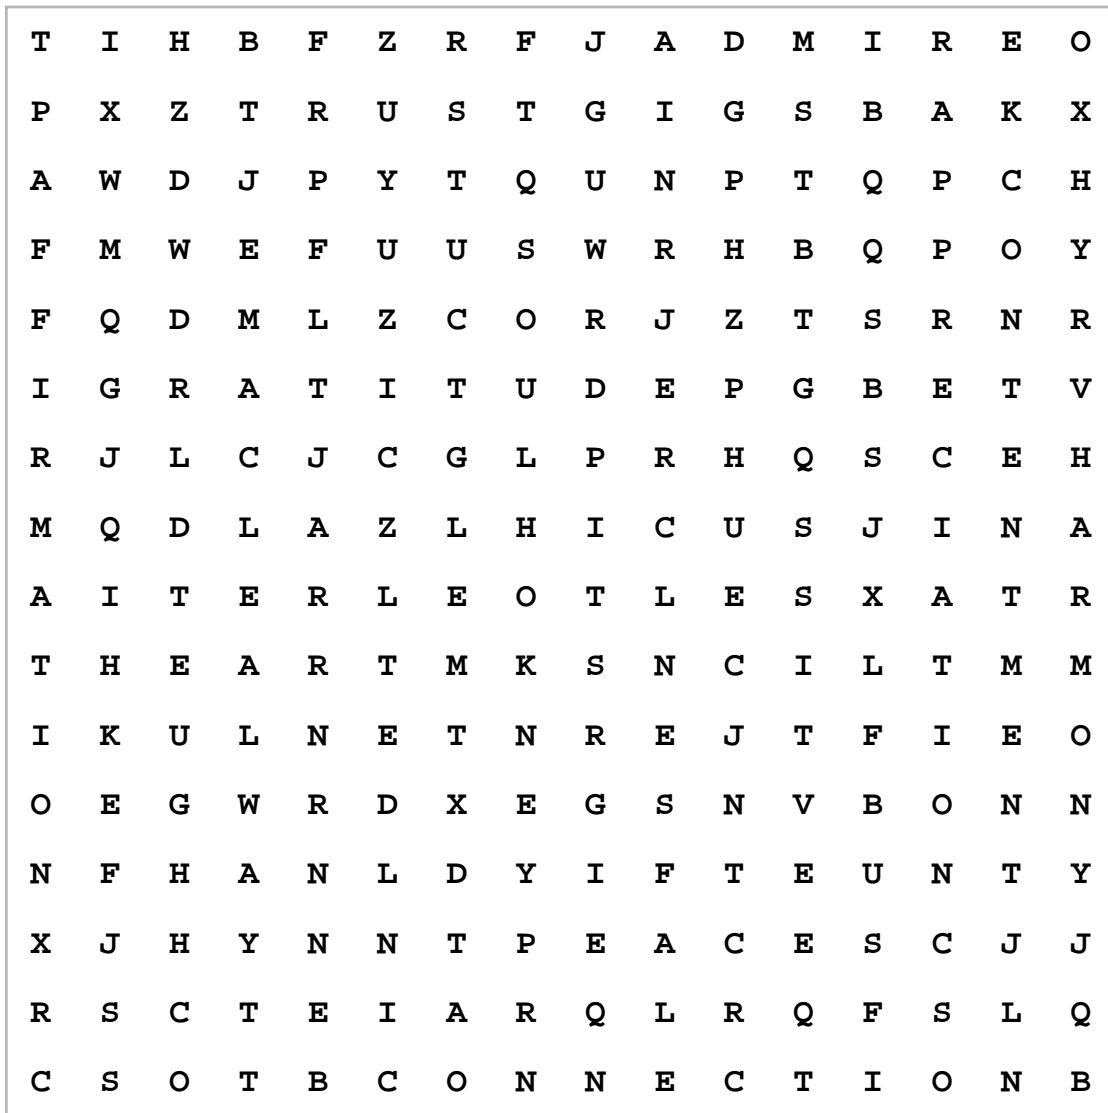 T I H B F Z R F J A D M I R E O
P X Z T R U S T G I G S B A K X
A W D J P Y T Q U N P T Q P C H
F M W E F U U S W R H B Q P O Y
F Q D M L Z C O R J Z T S R N R
I G R A T I T U D E P G B E T V
R J L C J C G L P R H Q S C E H
M Q D L A Z L H I C U S J I N A
A I T E R L E O T L E S X A T R
T H E A R T M K S N C I L T M M
I K U L N E T N R E J T F I E O
O E G W R D X E G S N V B O N N
N F H A N L D Y I F T E U N T Y
X J H Y N N T P E A C E S C J J
R S C T E I A R Q L R Q F S L Q
C S O T B C O N N E C T I O N B